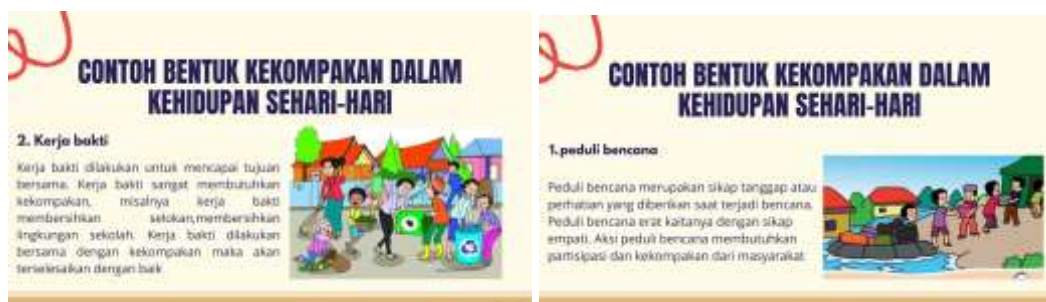 CONTOH BENTUK KEKOMPAKAN DALAM
KEHIDUPAN SEHARI-HARI
2. Kerja bakti
Kerja bakti dilakukan untuk mencapai tujuan
bersama. Kerja bakti sangat membutuhkan
kekompakan, misalnya kerja bakti
membersihkan selokan,membersihkan
lingkungan sekolah. Kerja bakti dilakukan
bersama dengan kekompakan maka akan
terselesaikan dengan baik
CONTOH BENTUK KEKOMPAKAN DALAM
KEHIDUPAN SEHARI-HARI
1.peduli bencana
Peduli bencana merupakan sikap tanggap atau
perhatian yang diberikan saat terjadi bencana.
Peduli bencana erat kaitanya dengan sikap
empati. Aksi peduli bencana membutuhkan
partisipasi dan kekompakan dari masyarakat